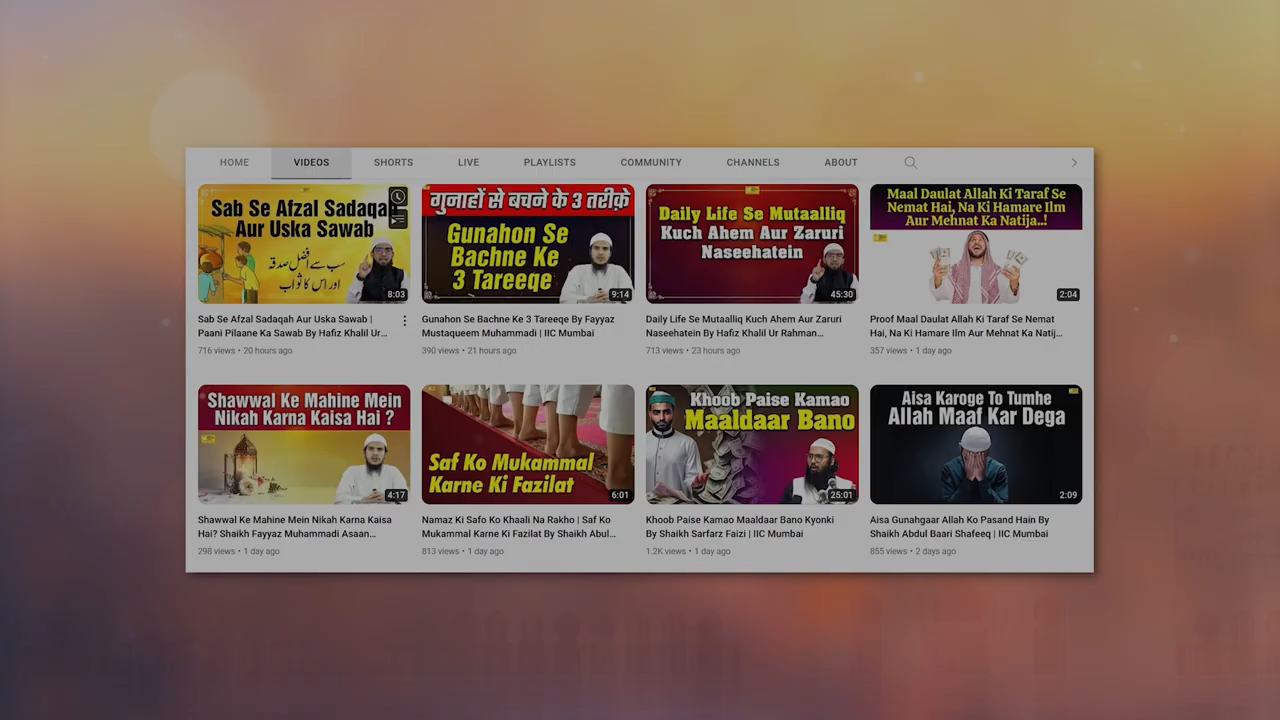 HOME VIDEOS SHORTS LIVE PLAYLISTS COMMUNITY CHANNELS ABOUT
Sab Se Afzal Sadaqah
Aur Uska Sawab
سب سے افضل صدقہ
اور اس کا ثواب
8:03
Sab Se Afzal Sadaqah Aur Uska Sawab |
Paani Pilaane Ka Sawab By Hafiz Khalil Ur...
716 views • 20 hours ago
गुनाहों से बचने के 3 तरीक़े
Gunahon Se
Bachne Ke
3 Tareeqe
9:14
Gunahon Se Bachne Ke 3 Tareeqe By Fayyaz
Mustaqueem Muhammadi | IIC Mumbai
390 views • 21 hours ago
Daily Life Se Mutaalliq
Kuch Ahem Aur Zaruri
Naseehatein
45:30
Daily Life Se Mutaalliq Kuch Ahem Aur Zaruri
Naseehatein By Hafiz Khalil Ur Rahman...
713 views • 23 hours ago
Maal Daulat Allah Ki Taraf Se
Nemat Hai, Na Ki Hamare Ilm
Aur Mehnat Ka Natija..!
2:04
Proof Maal Daulat Allah Ki Taraf Se Nemat
Hai, Na Ki Hamare Ilm Aur Mehnat Ka Natij...
357 views • 1 day ago
Shawwal Ke Mahine Mein
Nikah Karna Kaisa Hai ?
4:17
Shawwal Ke Mahine Mein Nikah Karna Kaisa
Hai? Shaikh Fayyaz Muhammadi Asaan...
298 views • 1 day ago
Saf Ko Mukammal
Karne Ki Fazilat
6:01
Namaz Ki Safo Ko Khaali Na Rakho | Saf Ko
Mukammal Karne Ki Fazilat By Shaikh Abul...
813 views • 1 day ago
Khoob Paise Kamao
Maaldaar Bano
25:01
Khoob Paise Kamao Maaldaar Bano Kyonki
By Shaikh Sarfarz Faizi | IIC Mumbai
1.2K views • 1 day ago
Aisa Karoge To Tumhe
Allah Maaf Kar Dega
2:09
Aisa Gunahgaar Allah Ko Pasand Hain By
Shaikh Abdul Baari Shafeeq | IIC Mumbai
855 views • 2 days ago